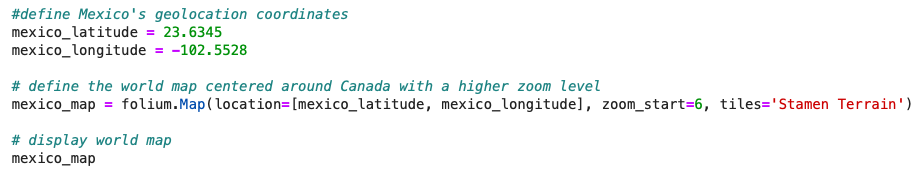 #define Mexico's geolocation coordinates
mexico_latitude = 23.6345
mexico_longitude = -102.5528
# define the world map centered around Canada with a higher zoom level
mexico_map = folium.Map(location=[mexico_latitude, mexico_longitude], zoom_start=6, tiles='Stamen Terrain')
# display world map
mexico_map